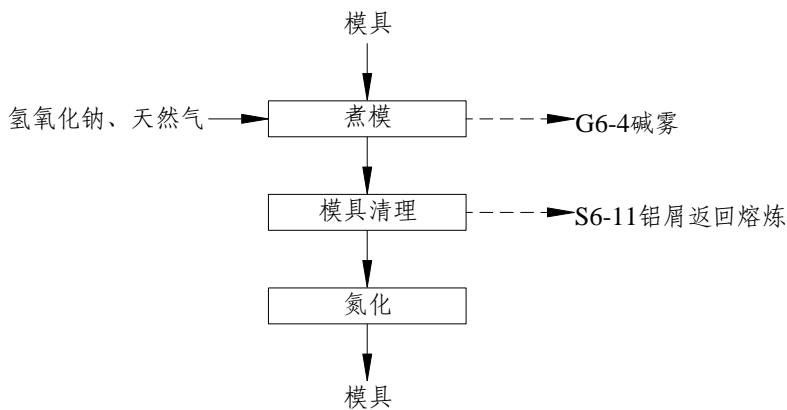 模具
氢氧化钠、天然气
煮模
G6-4碱雾
模具清理
S6-11铝屑返回熔炼
氮化
模具